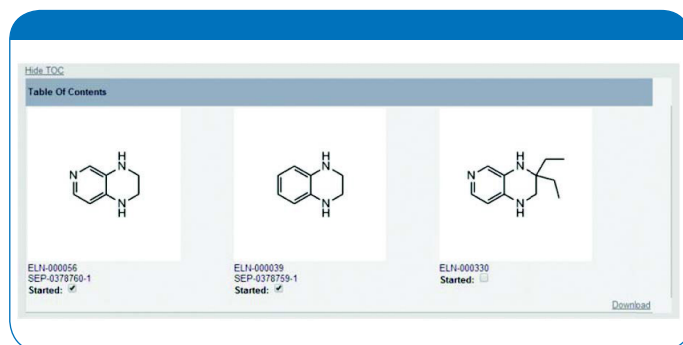 Hide TOC
Table Of Contents
N
H
N
N
H
H
N
N
H
H
N
N
N
H
ELN-000056
SEP-0378760-1
Started:
ELN-000039
SEP-0378759-1
Started:
ELN-000330
Started:
Download